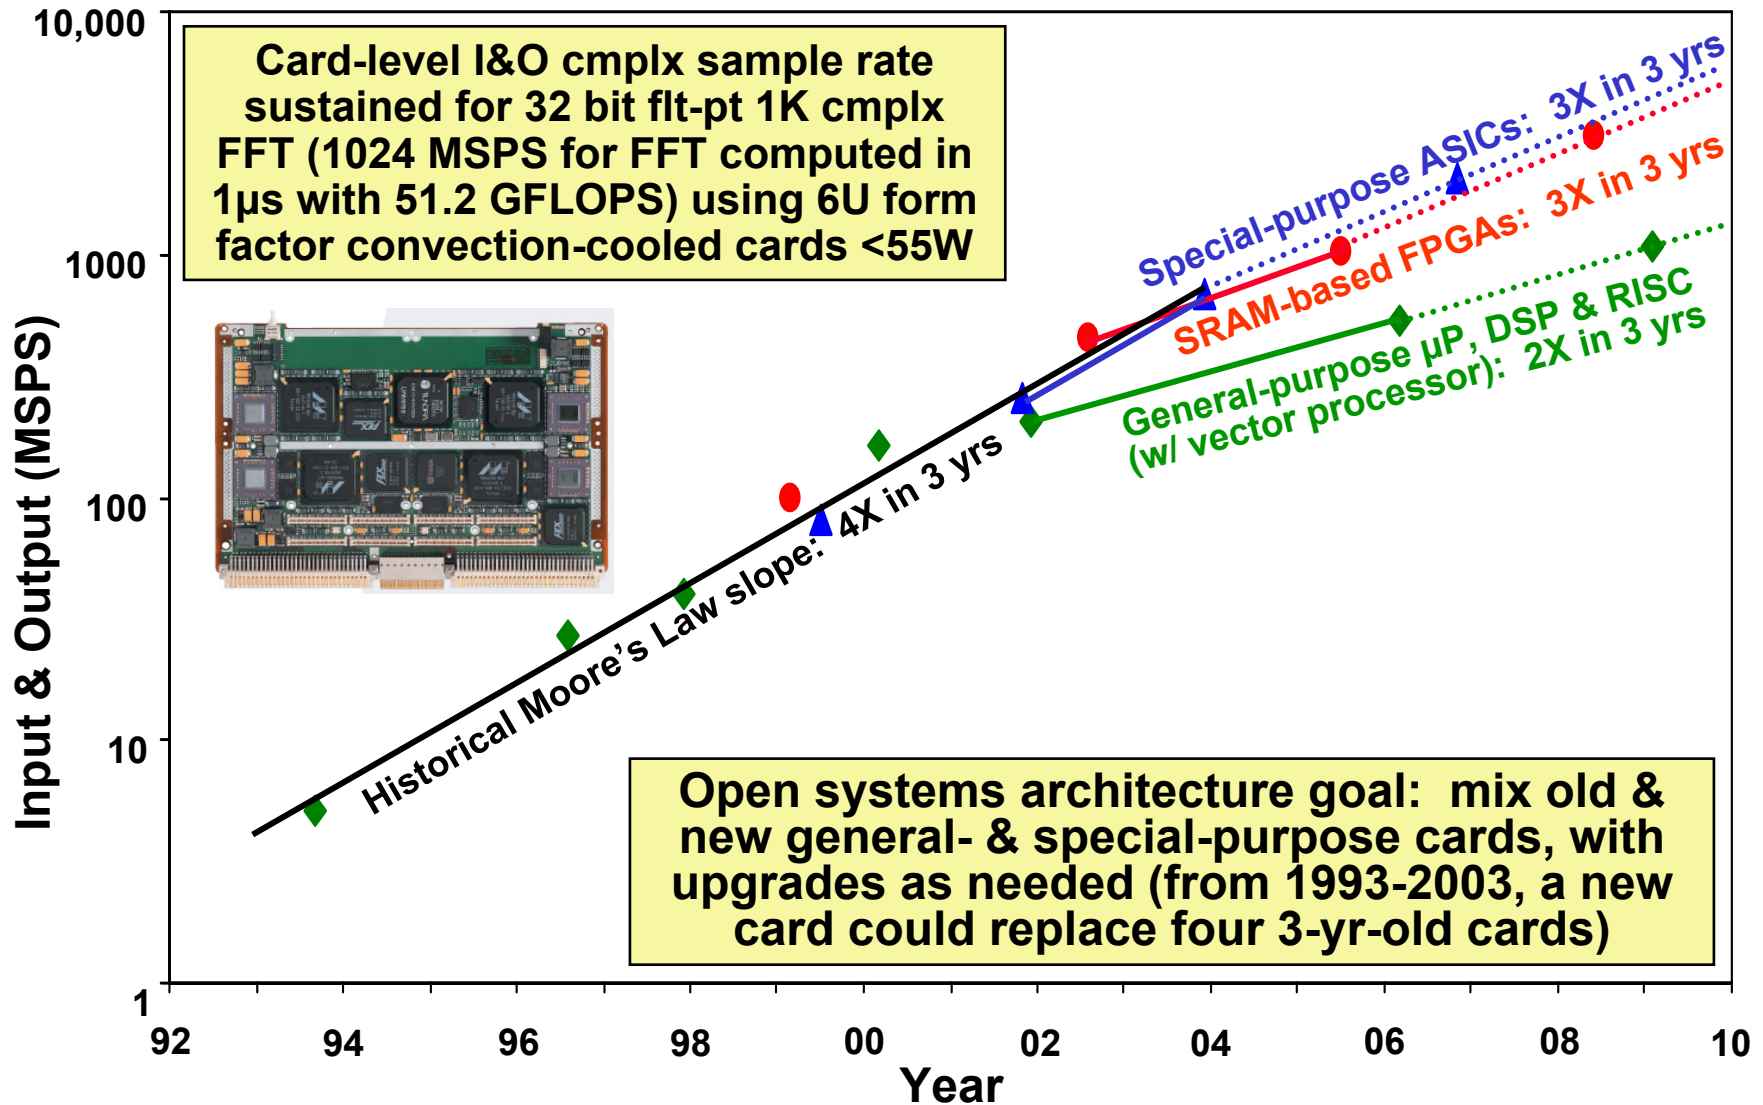 10,000
1000
100
10
1
Input & Output (MSPS)
Card-level I&O cmplx sample rate
sustained for 32 bit flt-pt 1K cmplx
FFT (1024 MSPS for FFT computed in
1µs with 51.2 GFLOPS) using 6U form
factor convection-cooled cards <55W
Special-purpose ASICs: 3X in 3 yrs
SRAM-based FPGAs: 3X in 3 yrs
General-purpose µP, DSP & RISC
(w/ vector processor): 2X in 3 yrs
Historical Moore's Law slope: 4X in 3 yrs
Open systems architecture goal: mix old &
new general- & special-purpose cards, with
upgrades as needed (from 1993-2003, a new
card could replace four 3-yr-old cards)
92 94 96 98 00 02 04 06 08 10
Year